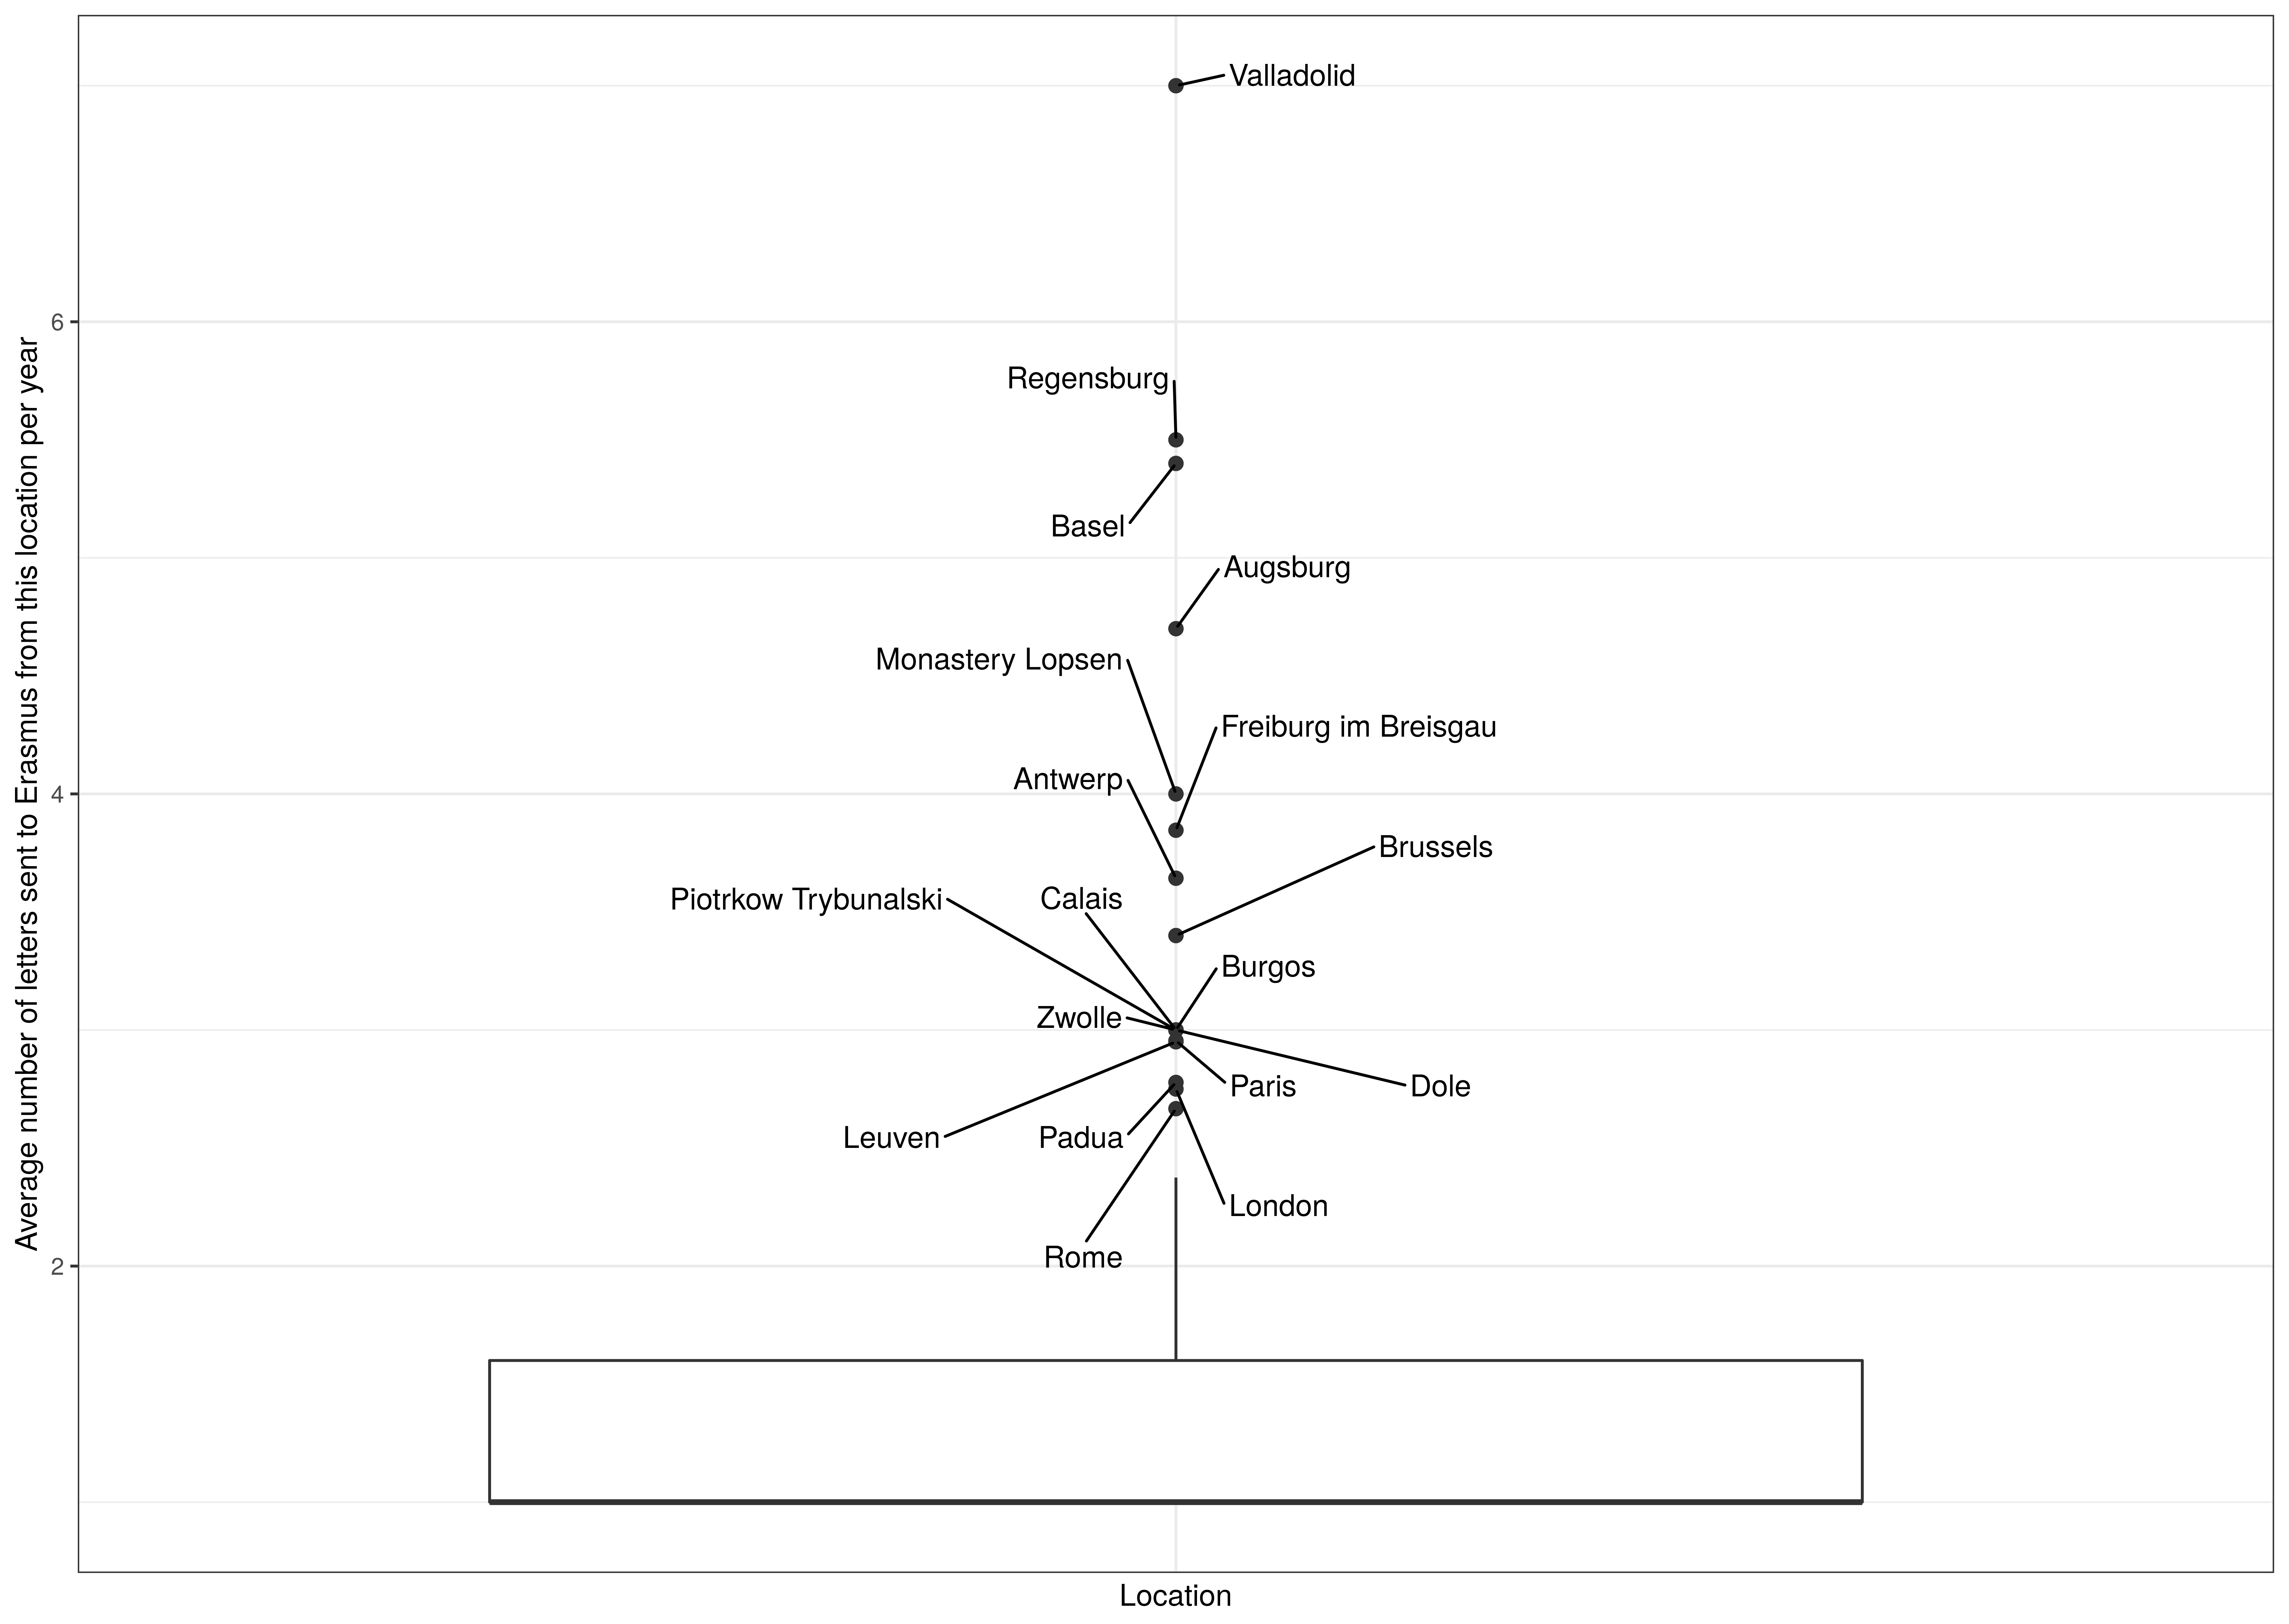 Average number of letters sent to Erasmus from this location per year
Valladolid
6
Regensburg
Basel
Augsburg
Monastery Lopsen
Freiburg im Breisgau
Antwerp
4
Brussels
Piotrkow Trybunalski
Calais
Burgos
Zwolle
Paris
Dole
Leuven
Padua
London
Rome
2
Location